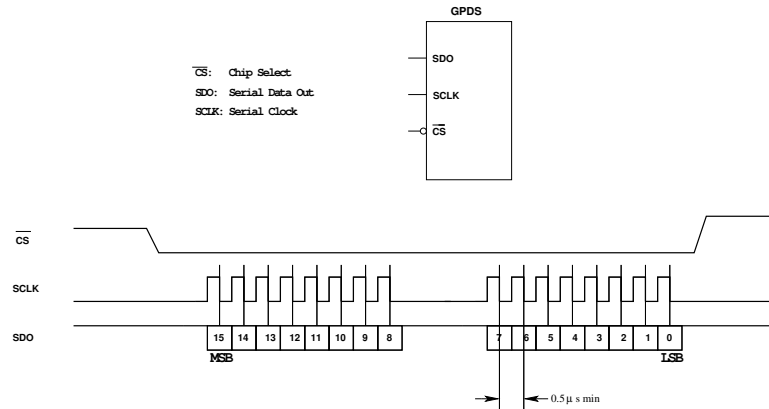 GPDS
SDO
SCLK
CS
CS: Chip Select
SDO: Serial Data Out
SCLK: Serial Clock
CS
SCLK
SDO
15 14 13 12 11 10 9 8 7 6 5 4 3 2 1 0
MSB LSB
0.5 μ s min